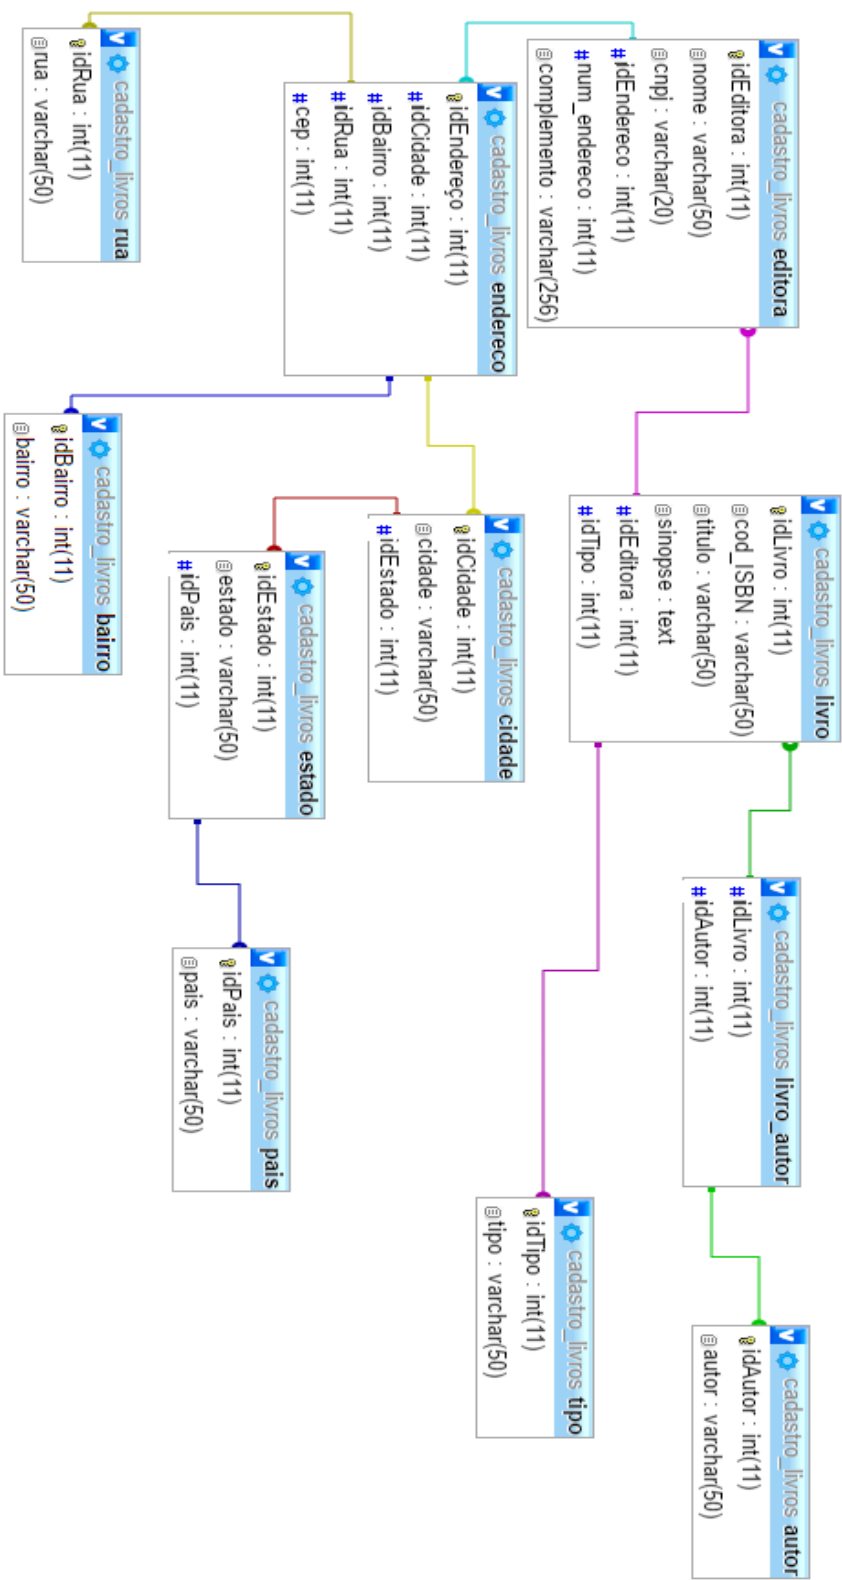 cadastro_livros editora
idEditora : int(11)
nome : varchar(50)
cnpj : varchar(20)
idEndereco : int(11)
num_endereco : int(11)
complemento : varchar(256)
cadastro_livros livro
idLivro : int(11)
cod_ISBN : varchar(50)
titulo : varchar(50)
sinopse : text
idEditora : int(11)
idTipo : int(11)
cadastro_livros livro_autor
idLivro : int(11)
idAutor : int(11)
cadastro_livros autor
idAutor : int(11)
autor : varchar(50)
cadastro_livros tipo
idTipo : int(11)
tipo : varchar(50)
cadastro_livros endereco
idEndereço : int(11)
idCidade : int(11)
idBairro : int(11)
idRua : int(11)
cep : int(11)
cadastro_livros cidade
idCidade : int(11)
cidade : varchar(50)
idEstado : int(11)
cadastro_livros estado
idEstado : int(11)
estado : varchar(50)
idPais : int(11)
cadastro_livros pais
idPais : int(11)
pais : varchar(50)
cadastro_livros rua
idRua : int(11)
rua : varchar(50)
cadastro_livros bairro
idBairro : int(11)
bairro : varchar(50)